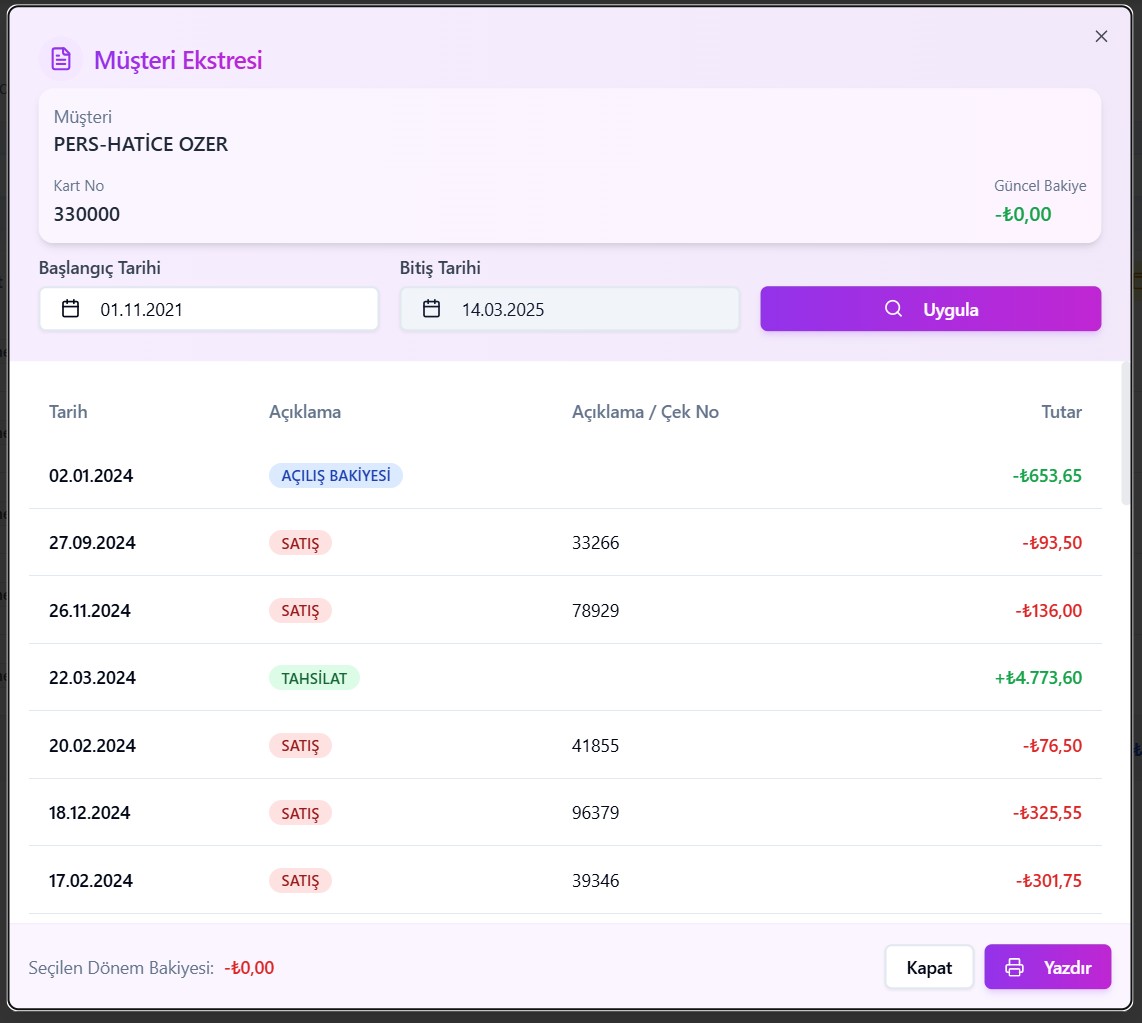 Müşteri Ekstresi
Müşteri
PERS-HATİCE OZER
Kart No
Güncel Bakiye
330000
-₺0,00
Başlangıç Tarihi
Bitiş Tarihi
01.11.2021
14.03.2025
Uygula
Tarih Açıklama Açıklama / Çek No Tutar
02.01.2024 AÇILIŞ BAKİYESİ -₺653,65
27.09.2024 SATIŞ 33266 -₺93,50
26.11.2024 SATIŞ 78929 -₺136,00
22.03.2024 TAHSİLAT +₺4.773,60
20.02.2024 SATIŞ 41855 -₺76,50
18.12.2024 SATIŞ 96379 -₺325,55
17.02.2024 SATIŞ 39346 -₺301,75
Seçilen Dönem Bakiyesi: -₺0,00
Kapat
Yazdır